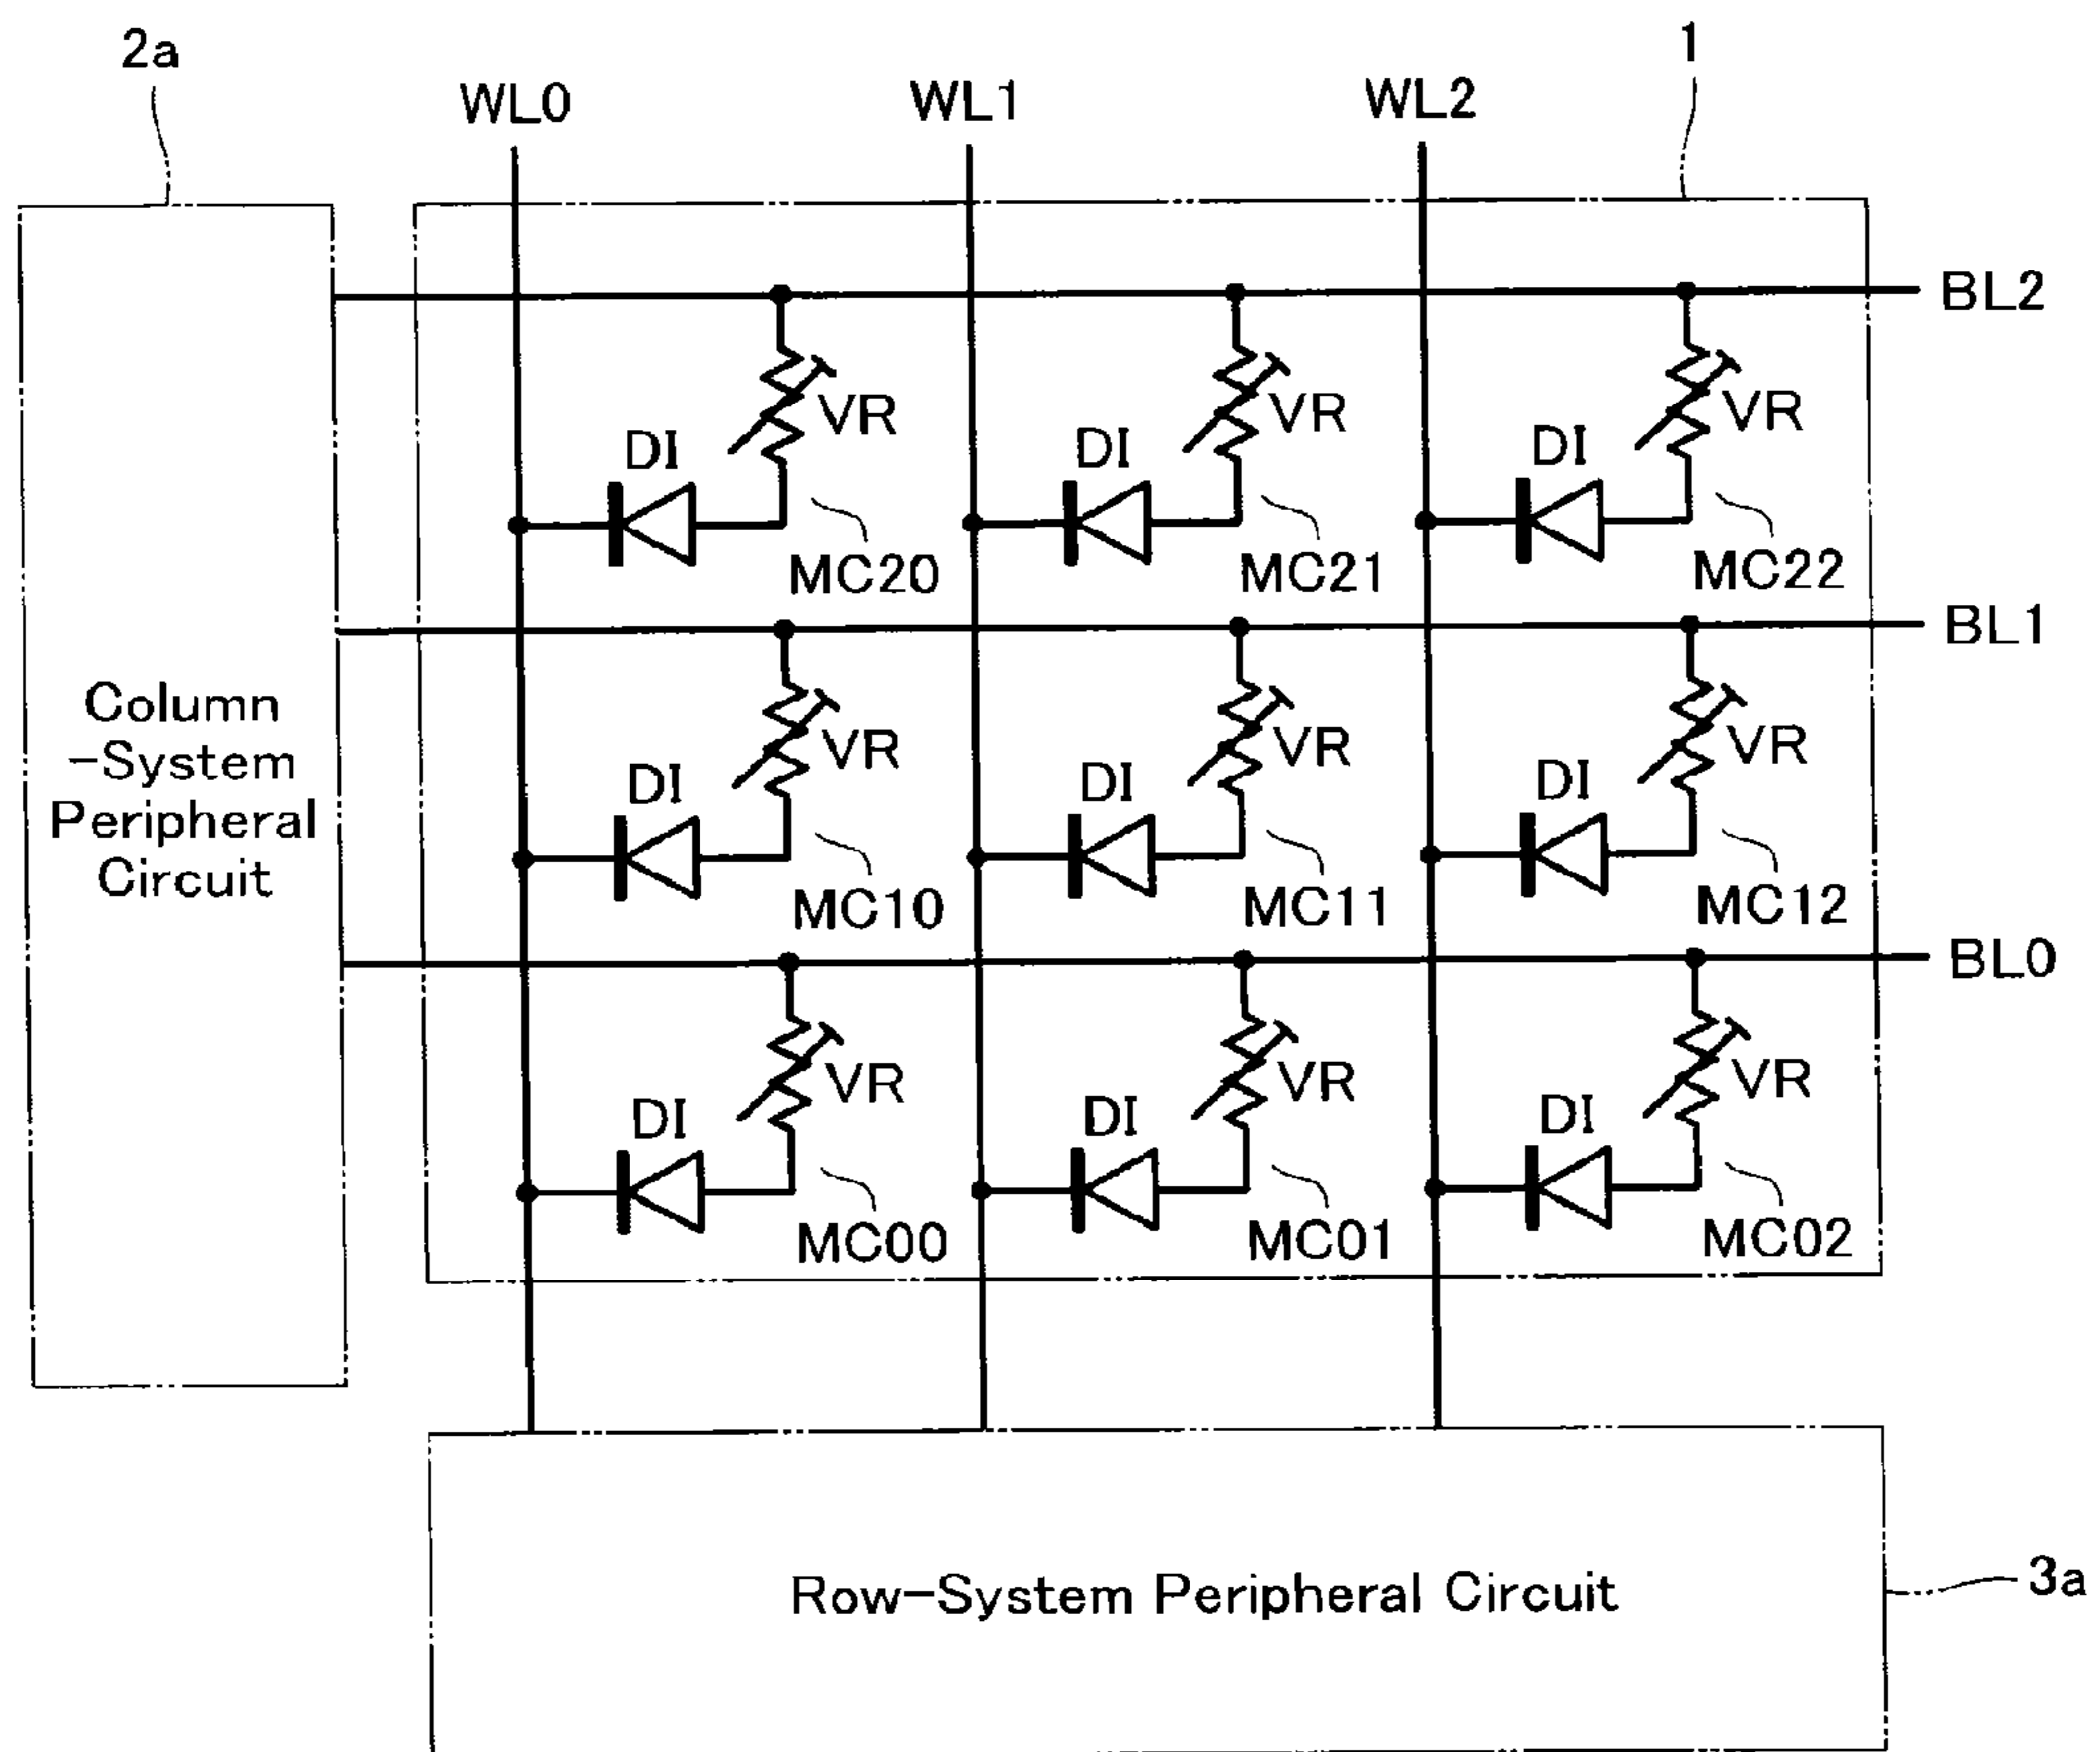 2a
1
WL0 WL1 WL2
BL2
VR VR VR
DI DI DI
MC20 MC21 MC22
BL1
Column
-System
Peripheral
Circuit
VR VR VR
DI DI DI
MC10 MC11 MC12
BL0
VR VR VR
DI DI DI
MC00 MC01 MC02
Row-System Peripheral Circuit
3a